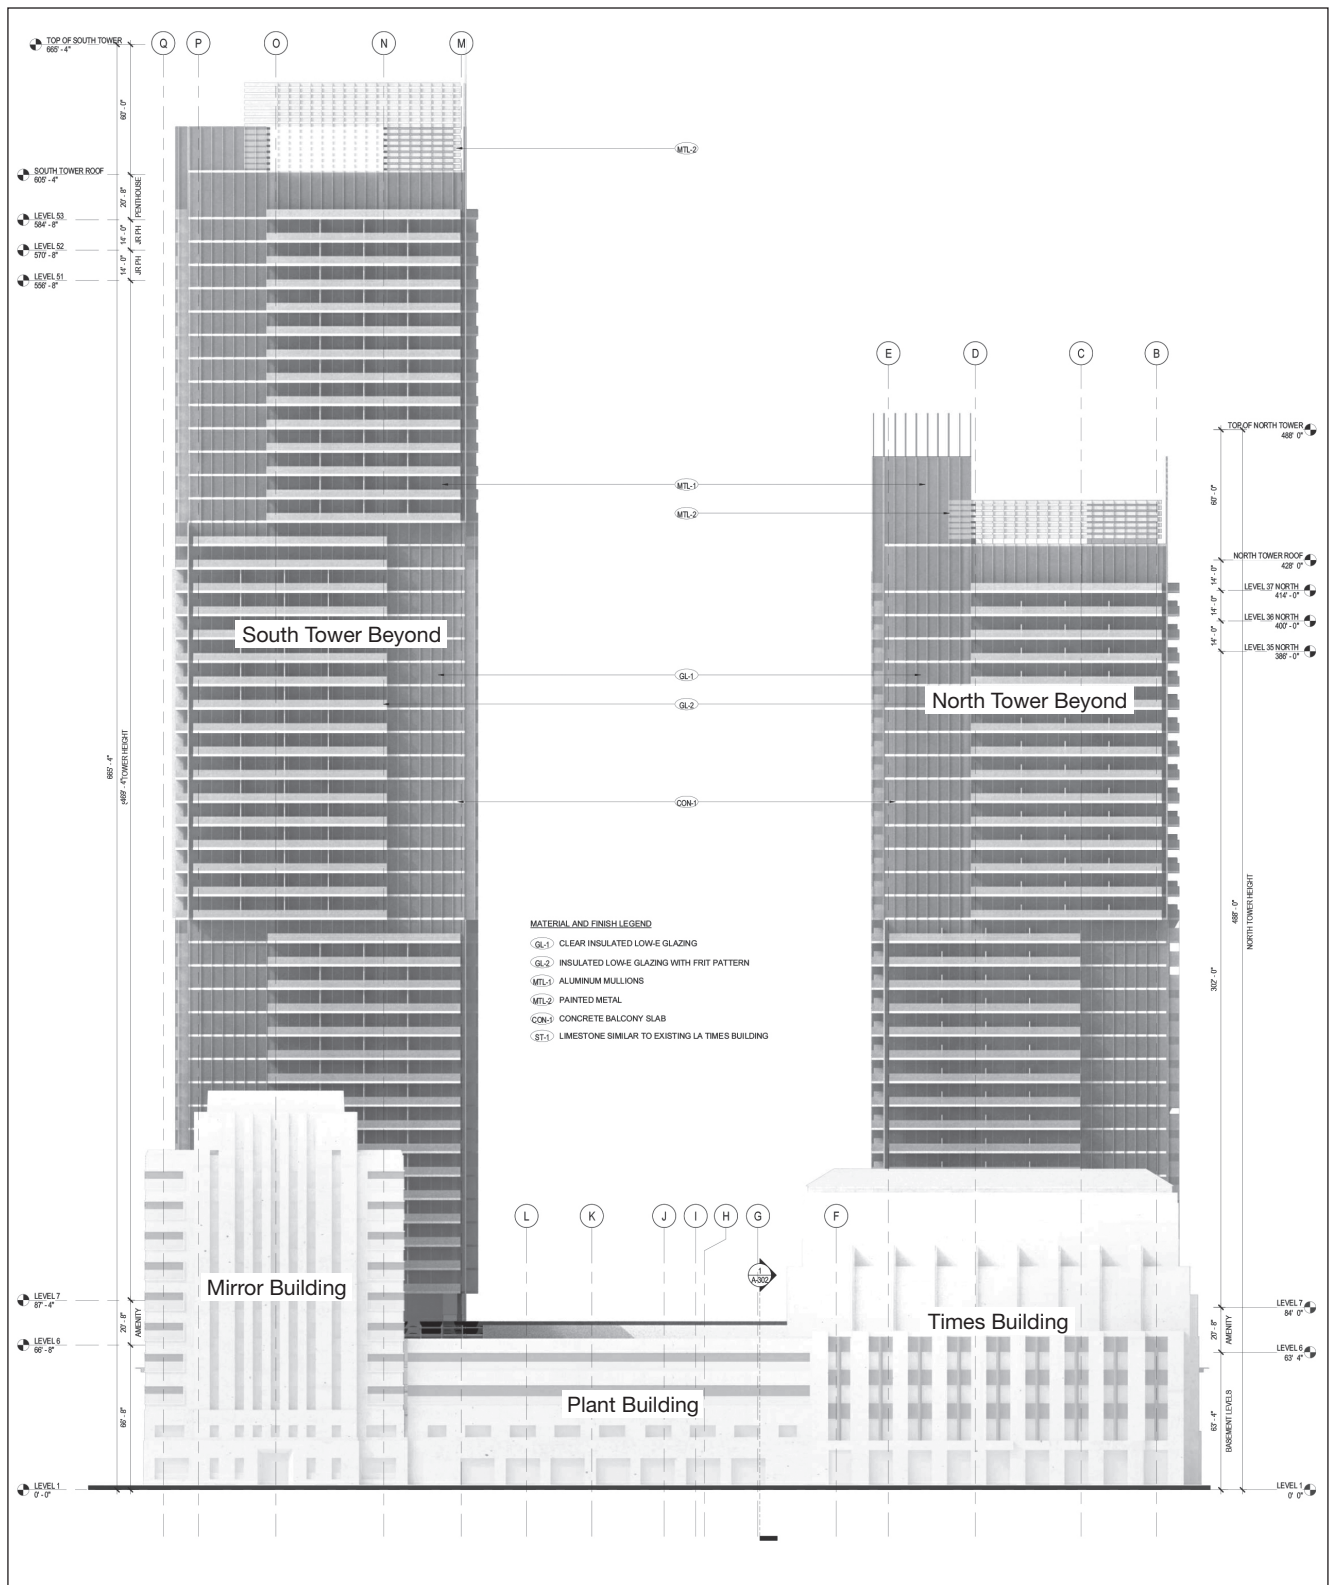 TOP OF SOUTH TOWER
665' - 4"
Q
P
O
N
M
60' - 0"
MTL-2
SOUTH TOWER ROOF
605' - 4"
20' - 8"
PENTHOUSE
LEVEL 53
584' - 8"
14' - 0"
JR PH
LEVEL 52
570' - 8"
14' - 0"
JR PH
LEVEL 51
556' - 8"
E
D
C
B
TOP OF NORTH TOWER
488' 0"
60' - 0"
MTL-1
MTL-2
NORTH TOWER ROOF
428' 0"
14' - 0"
LEVEL 37 NORTH
414' - 0"
14' - 0"
LEVEL 36 NORTH
400' - 0"
14' - 0"
LEVEL 35 NORTH
386' - 0"
South Tower Beyond
GL-1
GL-2
North Tower Beyond
665' - 4"
469' - 4"
TOWER HEIGHT
CON-1
488' - 0"
NORTH TOWER HEIGHT
302' - 0"
MATERIAL AND FINISH LEGEND
GL-1 CLEAR INSULATED LOW-E GLAZING
GL-2 INSULATED LOW-E GLAZING WITH FRIT PATTERN
MTL-1 ALUMINUM MULLIONS
MTL-2 PAINTED METAL
CON-1 CONCRETE BALCONY SLAB
ST-1 LIMESTONE SIMILAR TO EXISTING LA TIMES BUILDING
L
K
J
I
H
G
F
1
A-302
Mirror Building
Times Building
Plant Building
LEVEL 7
87' - 4"
20' - 8"
AMENITY
LEVEL 6
66' - 8"
66' - 8"
LEVEL 1
0' - 0"
LEVEL 7
84' 0"
20' - 8"
AMENITY
LEVEL 6
63' 4"
63' - 4"
BASEMENT LEVELS
LEVEL 1
0' 0"